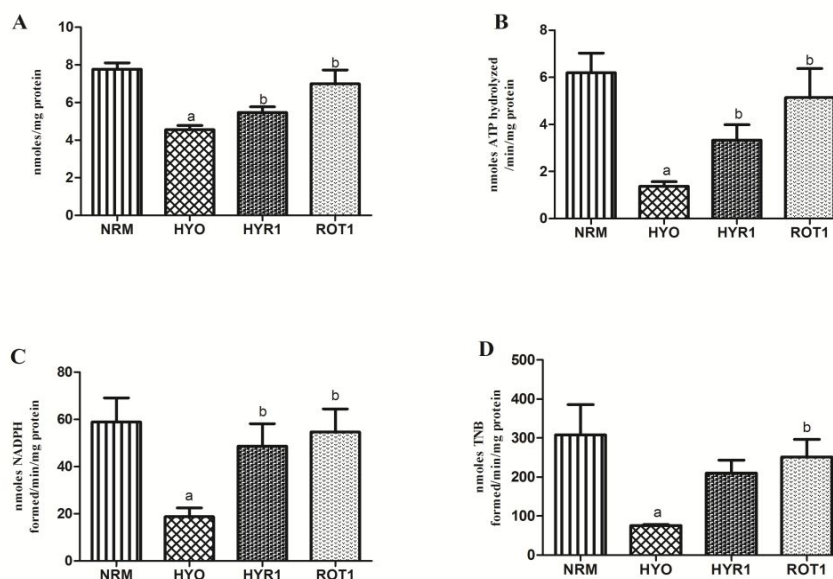 A
nmoles/mg protein
10
8
6
4
2
0
a
b
b
NRM HYO HYR1 ROT1
B
nmoles ATP hydrolyzed
/min/mg protein
8
6
4
2
0
a
b
b
NRM HYO HYR1 ROT1
C
nmoles NADPH
formed/min/mg protein
80
60
40
20
0
a
b
b
NRM HYO HYR1 ROT1
D
nmoles TNB
formed/min/mg protein
500
400
300
200
100
0
a
b
NRM HYO HYR1 ROT1